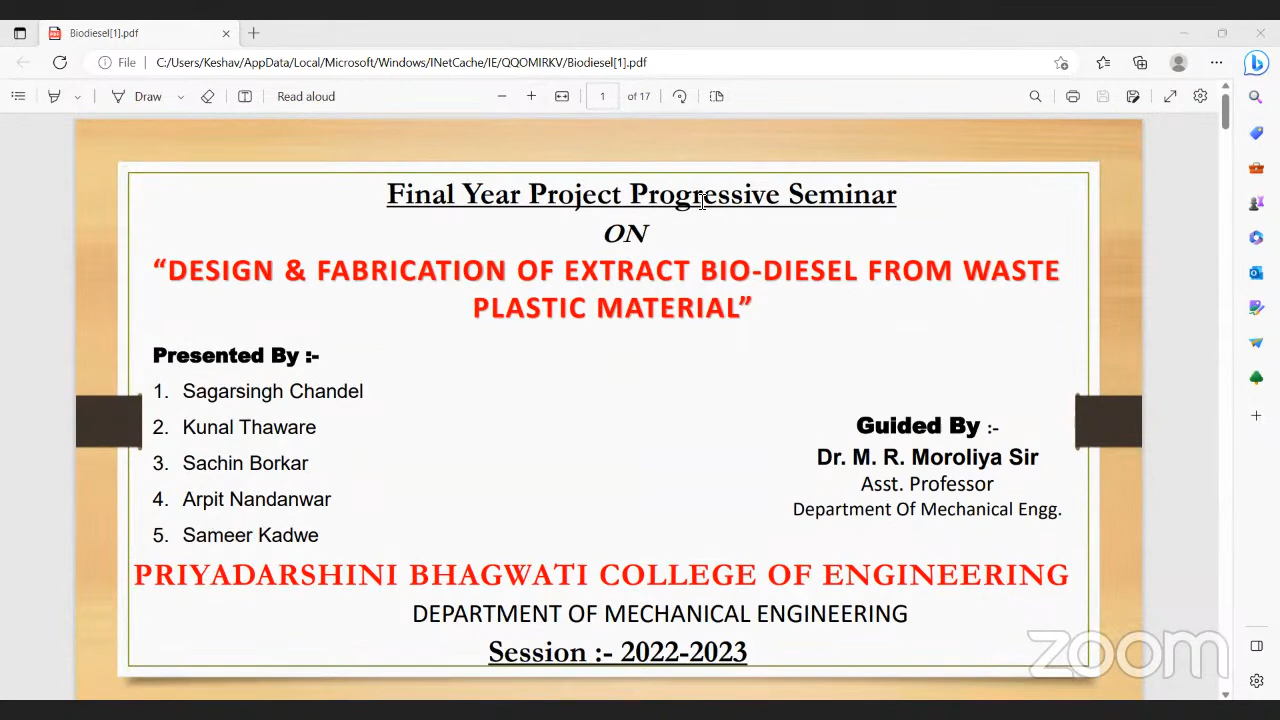 Biodiesel[1].pdf
File
C:/Users/Keshav/AppData/Local/Microsoft/Windows/INetCache/IE/QQOMIRKV/Biodiesel[1].pdf
Draw
Read aloud
1 of 17
Final Year Project Progressive Seminar
ON
“DESIGN & FABRICATION OF EXTRACT BIO-DIESEL FROM WASTE
PLASTIC MATERIAL”
Presented By :-
1. Sagarsingh Chandel
2. Kunal Thaware
3. Sachin Borkar
4. Arpit Nandanwar
5. Sameer Kadwe
Guided By :-
Dr. M. R. Moroliya Sir
Asst. Professor
Department Of Mechanical Engg.
PRIYADARSHINI BHAGWATI COLLEGE OF ENGINEERING
DEPARTMENT OF MECHANICAL ENGINEERING
Session :- 2022-2023
zoom